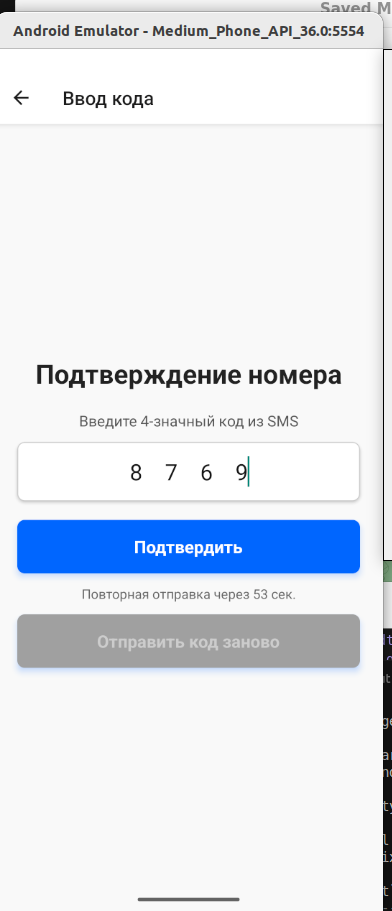 Saved M
Android Emulator - Medium_Phone_API_36.0:5554
Ввод кода
Подтверждение номера
Введите 4-значный код из SMS
8 7 6 9
Подтвердить
Повторная отправка через 53 сек.
Отправить код заново